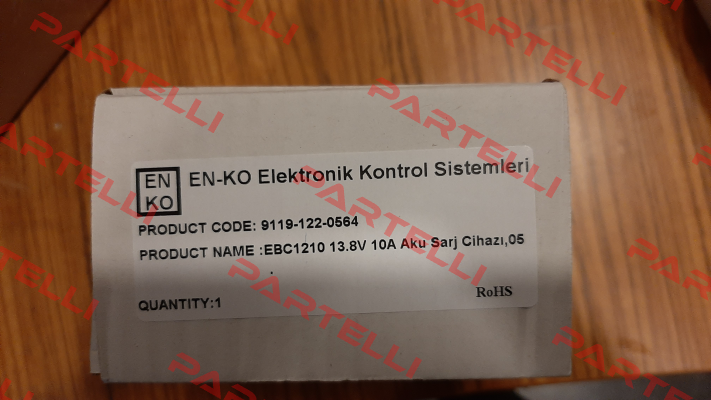 EN
KO
EN-KO Elektronik Kontrol Sistemleri
PRODUCT CODE: 9119-122-0564
PRODUCT NAME :EBC1210 13.8V 10A Aku Sarj Cihazı,05
QUANTITY:1
RoHS
PARTELLI
PARTELLI
PARTELLI
PARTELLI
PARTELLI
PARTELLI
PARTELLI